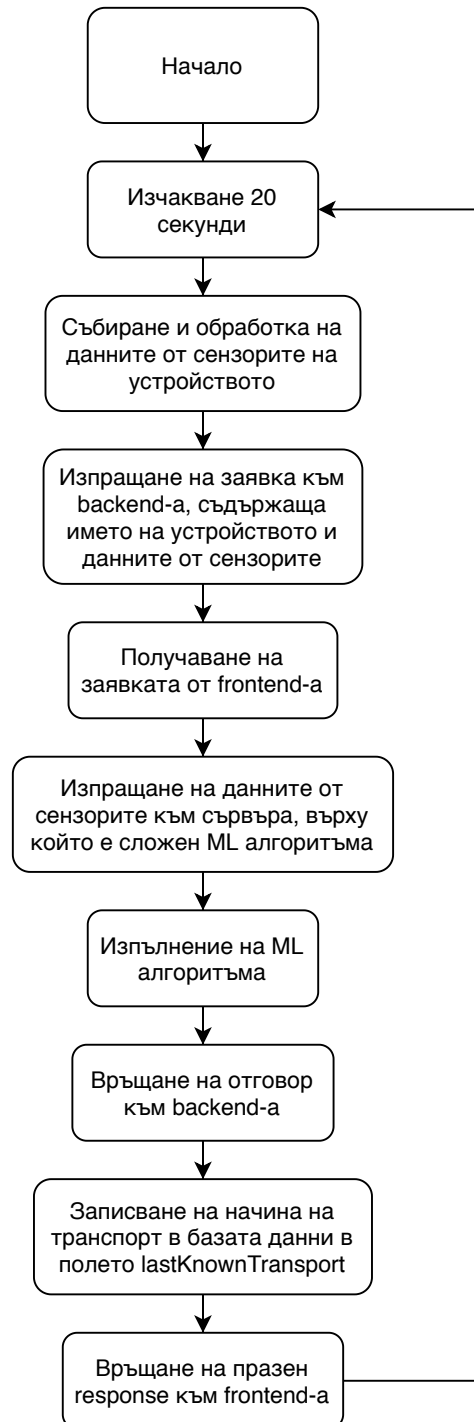 Начало
Изчакване 20
секунди
Събиране и обработка на
данните от сензорите на
устройството
Изпращане на заявка към
backend-а, съдържаща
името на устройството и
данните от сензорите
Получаване на
заявката от frontend-а
Изпращане на данните от
сензорите към сървъра, върху
който е сложен ML алгоритъма
Изпълнение на ML
алгоритъма
Връщане на отговор
към backend-а
Записване на начина на
транспорт в базата данни в
полето lastKnownTransport
Връщане на празен
response към frontend-а